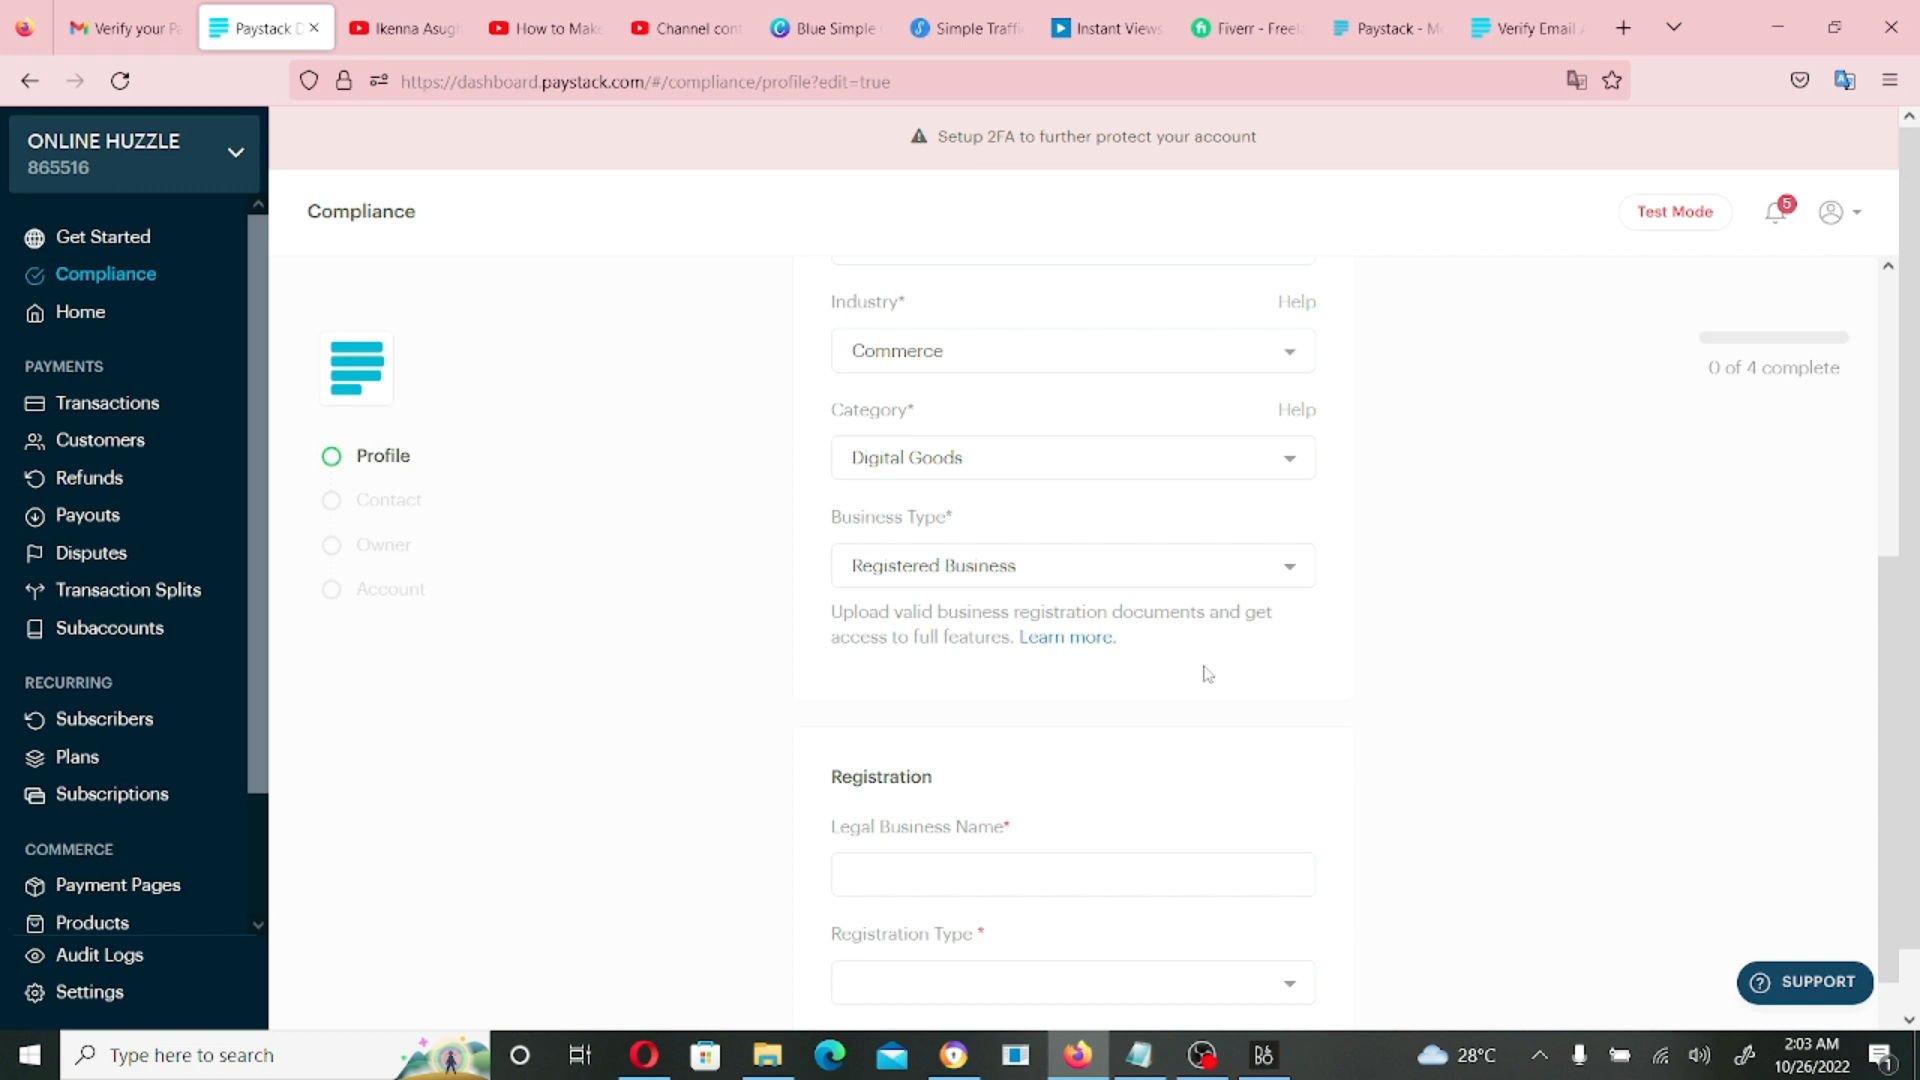 Verify your Pa
Paystack D
Ikenna Asugh
How to Make
Channel cont
Blue Simple
Simple Traffi
Instant Views
Fiverr - Freela
Paystack - Mo
Verify Email A
https://dashboard.paystack.com/#/compliance/profile?edit=true
ONLINE HUZZLE
865516
Setup 2FA to further protect your account
Compliance
Test Mode
5
Get Started
Compliance
Home
PAYMENTS
Transactions
Customers
Refunds
Payouts
Disputes
Transaction Splits
Subaccounts
RECURRING
Subscribers
Plans
Subscriptions
COMMERCE
Payment Pages
Products
Audit Logs
Settings
Profile
Contact
Owner
Account
Industry*
Help
Commerce
Category*
Help
Digital Goods
Business Type*
Registered Business
Upload valid business registration documents and get
access to full features. Learn more.
Registration
Legal Business Name*
Registration Type *
0 of 4 complete
SUPPORT
Type here to search
28°C
2:03 AM
10/26/2022
1